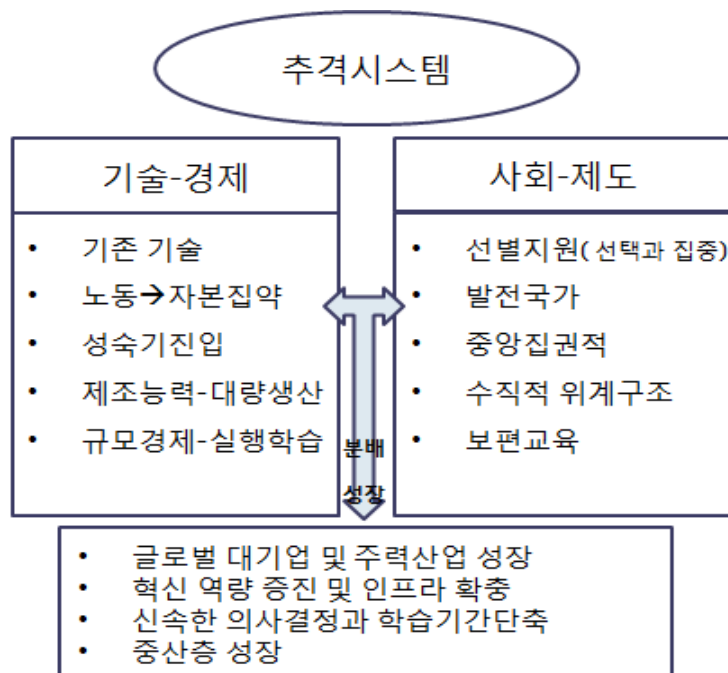 추격시스템
기술-경제
• 기존 기술
• 노동→자본집약
• 성숙기진입
• 제조능력-대량생산
• 규모경제-실행학습
사회-제도
• 선별지원( 선택과 집중)
• 발전국가
• 중앙집권적
• 수직적 위계구조
• 보편교육
분배
성장
• 글로벌 대기업 및 주력산업 성장
• 혁신 역량 증진 및 인프라 확충
• 신속한 의사결정과 학습기간단축
• 중산층 성장